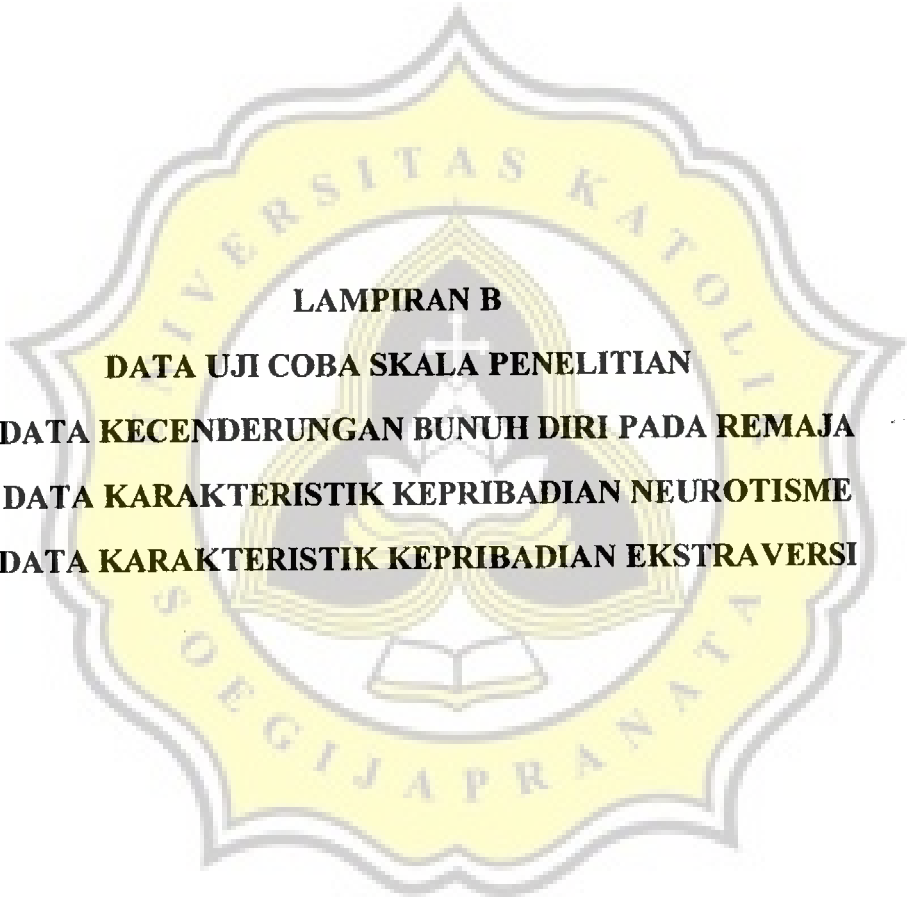 UNIVERSITAS KATOLIK
LAMPIRAN B
DATA UJI COBA SKALA PENELITIAN
DATA KECENDERUNGAN BUNUH DIRI PADA REMAJA
DATA KARAKTERISTIK KEPRIBADIAN NEUROTISME
DATA KARAKTERISTIK KEPRIBADIAN EKSTRAVERSI
SOEGIJAPRANATA